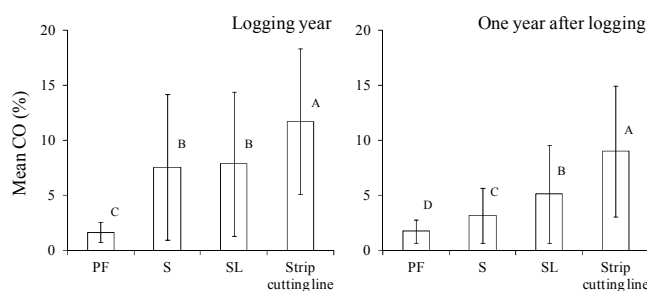 Logging year
Mean CO (%)
20
15
10
5
0
C
B
B
A
PF
S
SL
Strip
cutting line
One year after logging
20
15
10
5
0
D
C
B
A
PF
S
SL
Strip
cutting line